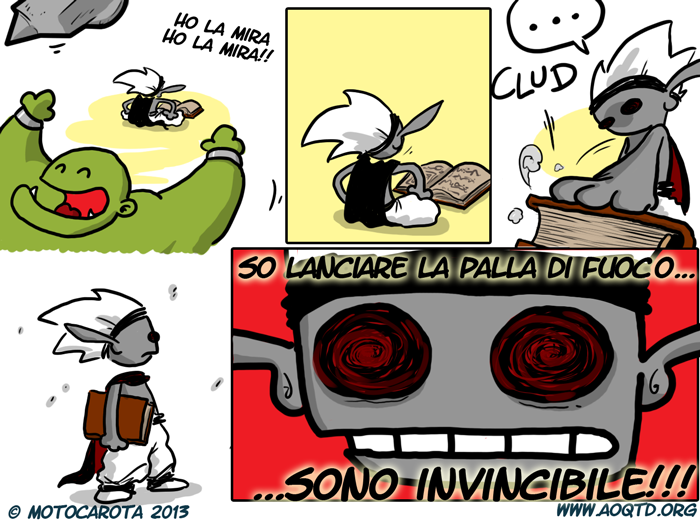 HO LA MIRA
HO LA MIRA!!
...
CLUD
SO LANCIARE LA PALLA DI FUOCO...
...SONO INVINCIBILE!!!
© MOTOCAROTA 2013
WWW.AOQTD.ORG